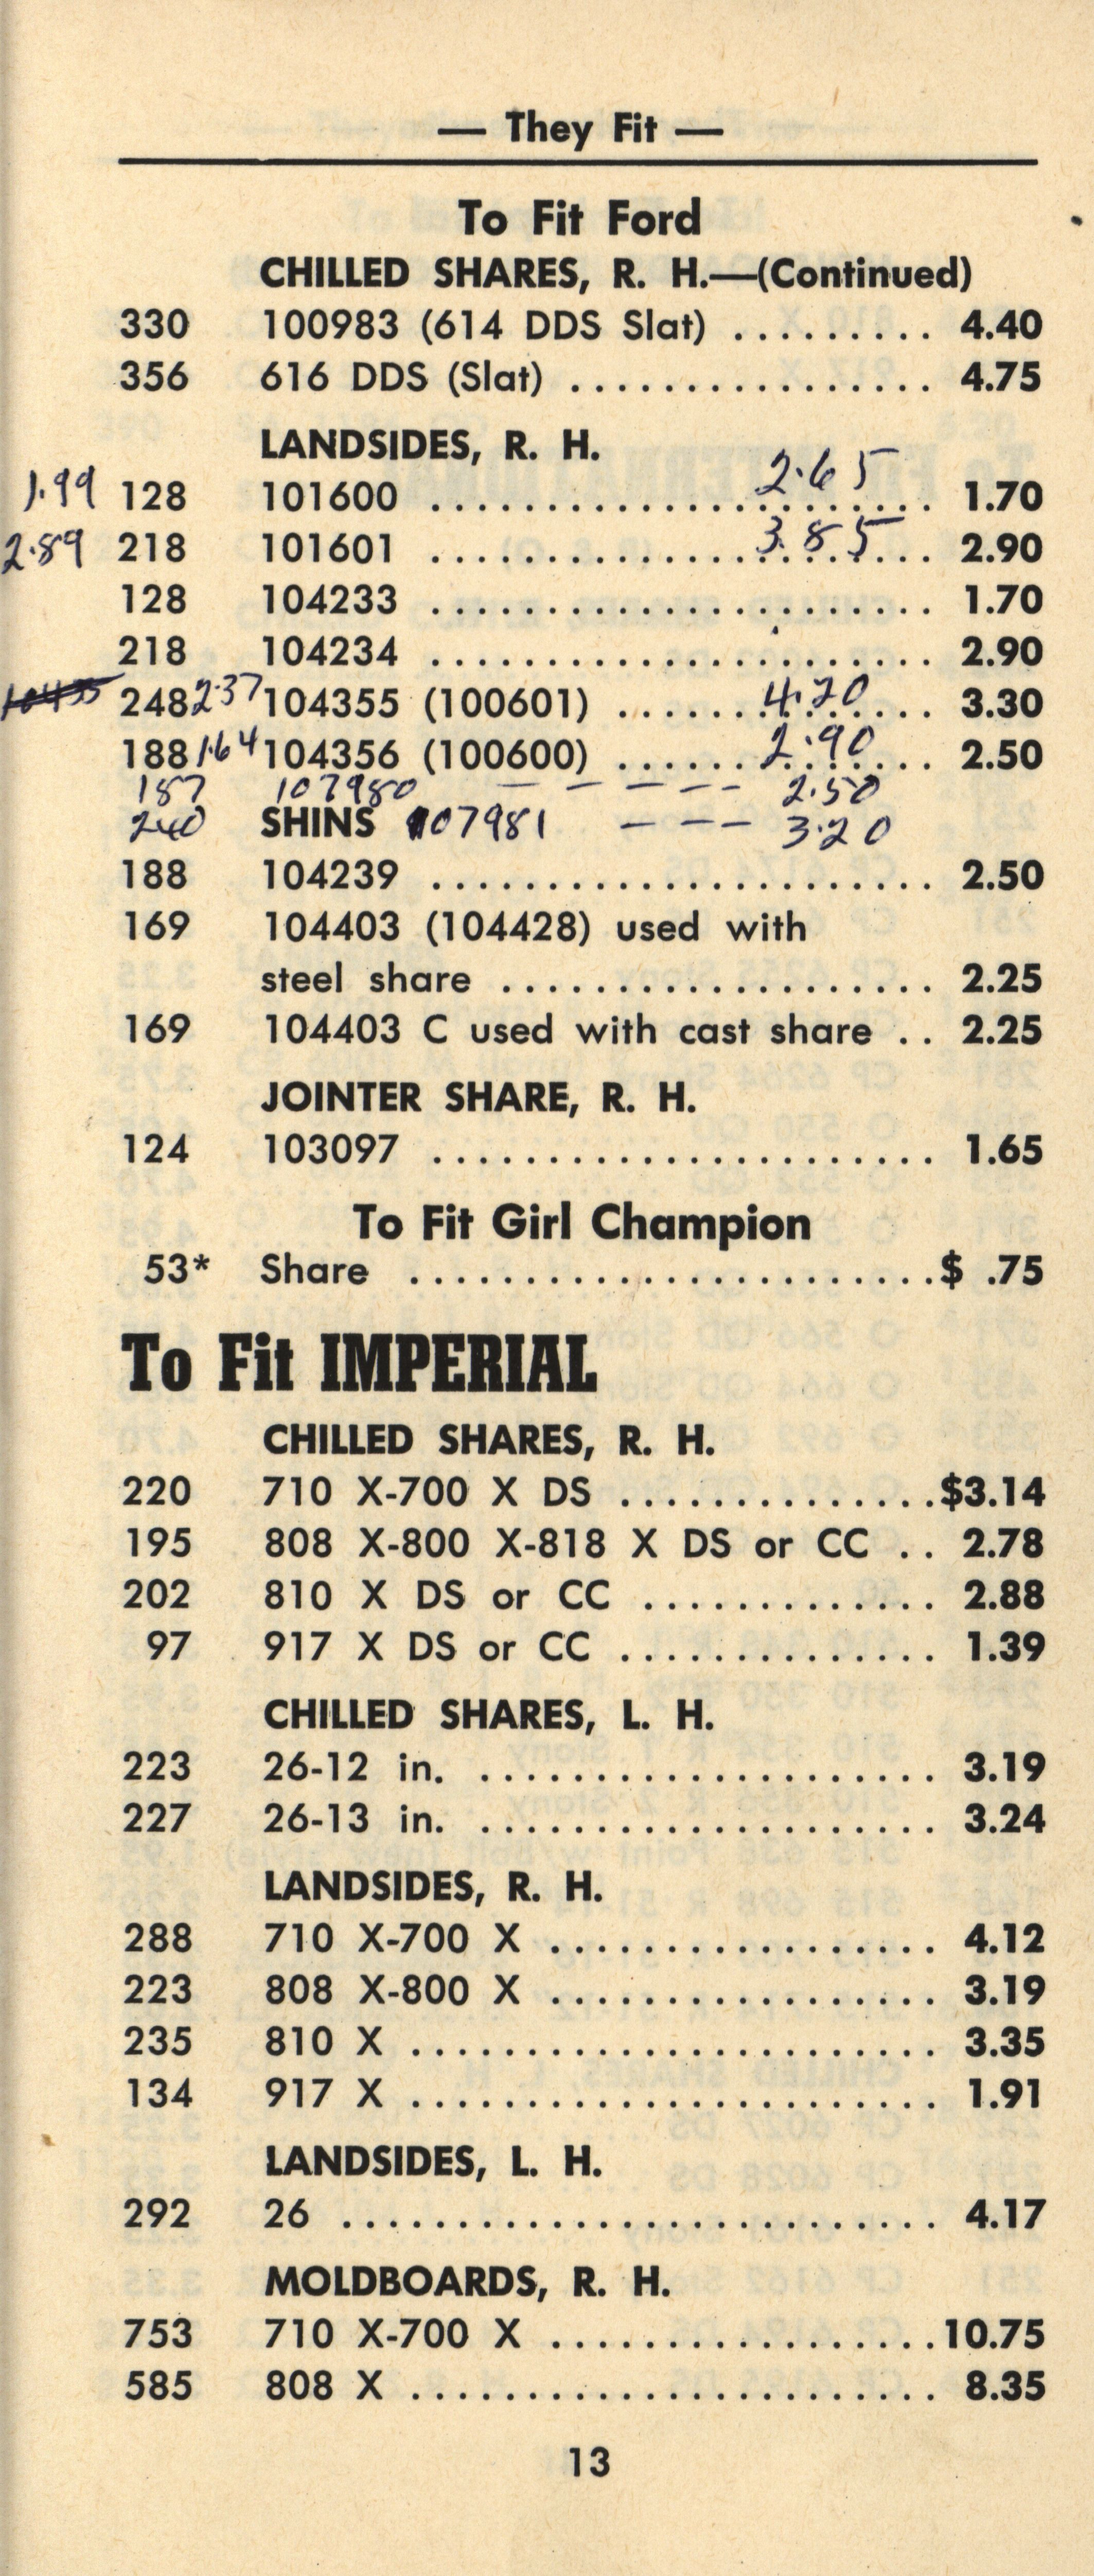 — They Fit —
To Fit Ford
CHILLED SHARES, R. H.—(Continued)
330 100983 (614 DDS Slat) ......... 4.40
356 616 DDS (Slat) ................ 4.75
LANDSIDES, R. H.
2.65
1.99 128 101600 ...................... 1.70
2.89 218 101601 ...................... 3.85 2.90
128 104233 ...................... 1.70
218 104234 ...................... 2.90
248 2.37 104355 (100601) ...... 4.20 3.30
188 1.64 104356 (100600) ...... 2.90 2.50
187 107980 - - - - - 2.50
240 SHINS 107981 - - - 3.20
188 104239 ...................... 2.50
169 104403 (104428) used with
steel share ................... 2.25
169 104403 C used with cast share .. 2.25
JOINTER SHARE, R. H.
124 103097 ...................... 1.65
To Fit Girl Champion
53* Share .......................$ .75
To Fit IMPERIAL
CHILLED SHARES, R. H.
220 710 X-700 X DS ..............$3.14
195 808 X-800 X-818 X DS or CC .. 2.78
202 810 X DS or CC ............. 2.88
97 917 X DS or CC .............. 1.39
CHILLED SHARES, L. H.
223 26-12 in. .................... 3.19
227 26-13 in. .................... 3.24
LANDSIDES, R. H.
288 710 X-700 X ................. 4.12
223 808 X-800 X ................. 3.19
235 810 X ....................... 3.35
134 917 X ....................... 1.91
LANDSIDES, L. H.
292 26 .......................... 4.17
MOLDBOARDS, R. H.
753 710 X-700 X .................10.75
585 808 X ....................... 8.35
13